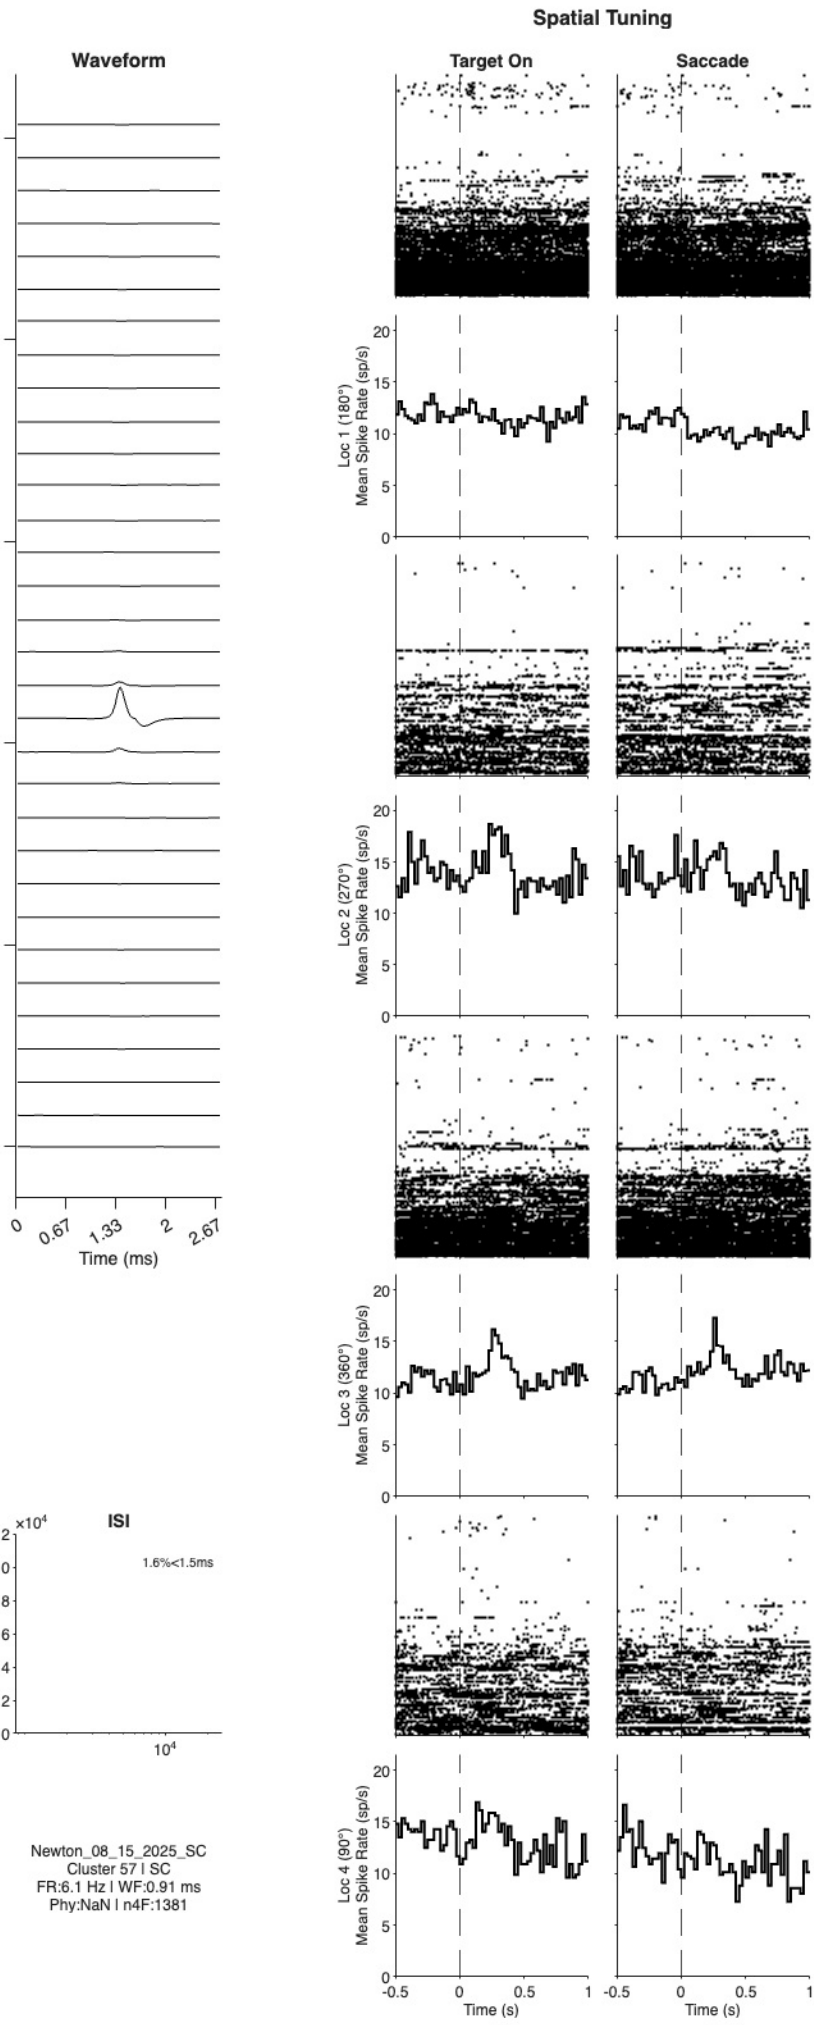 Spatial Tuning
Waveform
Target On
Saccade
20
15
10
5
0
Loc 1 (180°)
Mean Spike Rate (sp/s)
20
15
10
5
0
Loc 2 (270°)
Mean Spike Rate (sp/s)
0
0.67
1.33
2
2.67
Time (ms)
20
15
10
5
0
Loc 3 (360°)
Mean Spike Rate (sp/s)
×10⁴
ISI
2
0
8
6
4
2
0
1.6%<1.5ms
10⁴
20
15
10
5
0
Loc 4 (90°)
Mean Spike Rate (sp/s)
Newton_08_15_2025_SC
Cluster 57 | SC
FR:6.1 Hz | WF:0.91 ms
Phy:NaN | n4F:1381
-0.5 0 0.5 1
Time (s)
-0.5 0 0.5 1
Time (s)